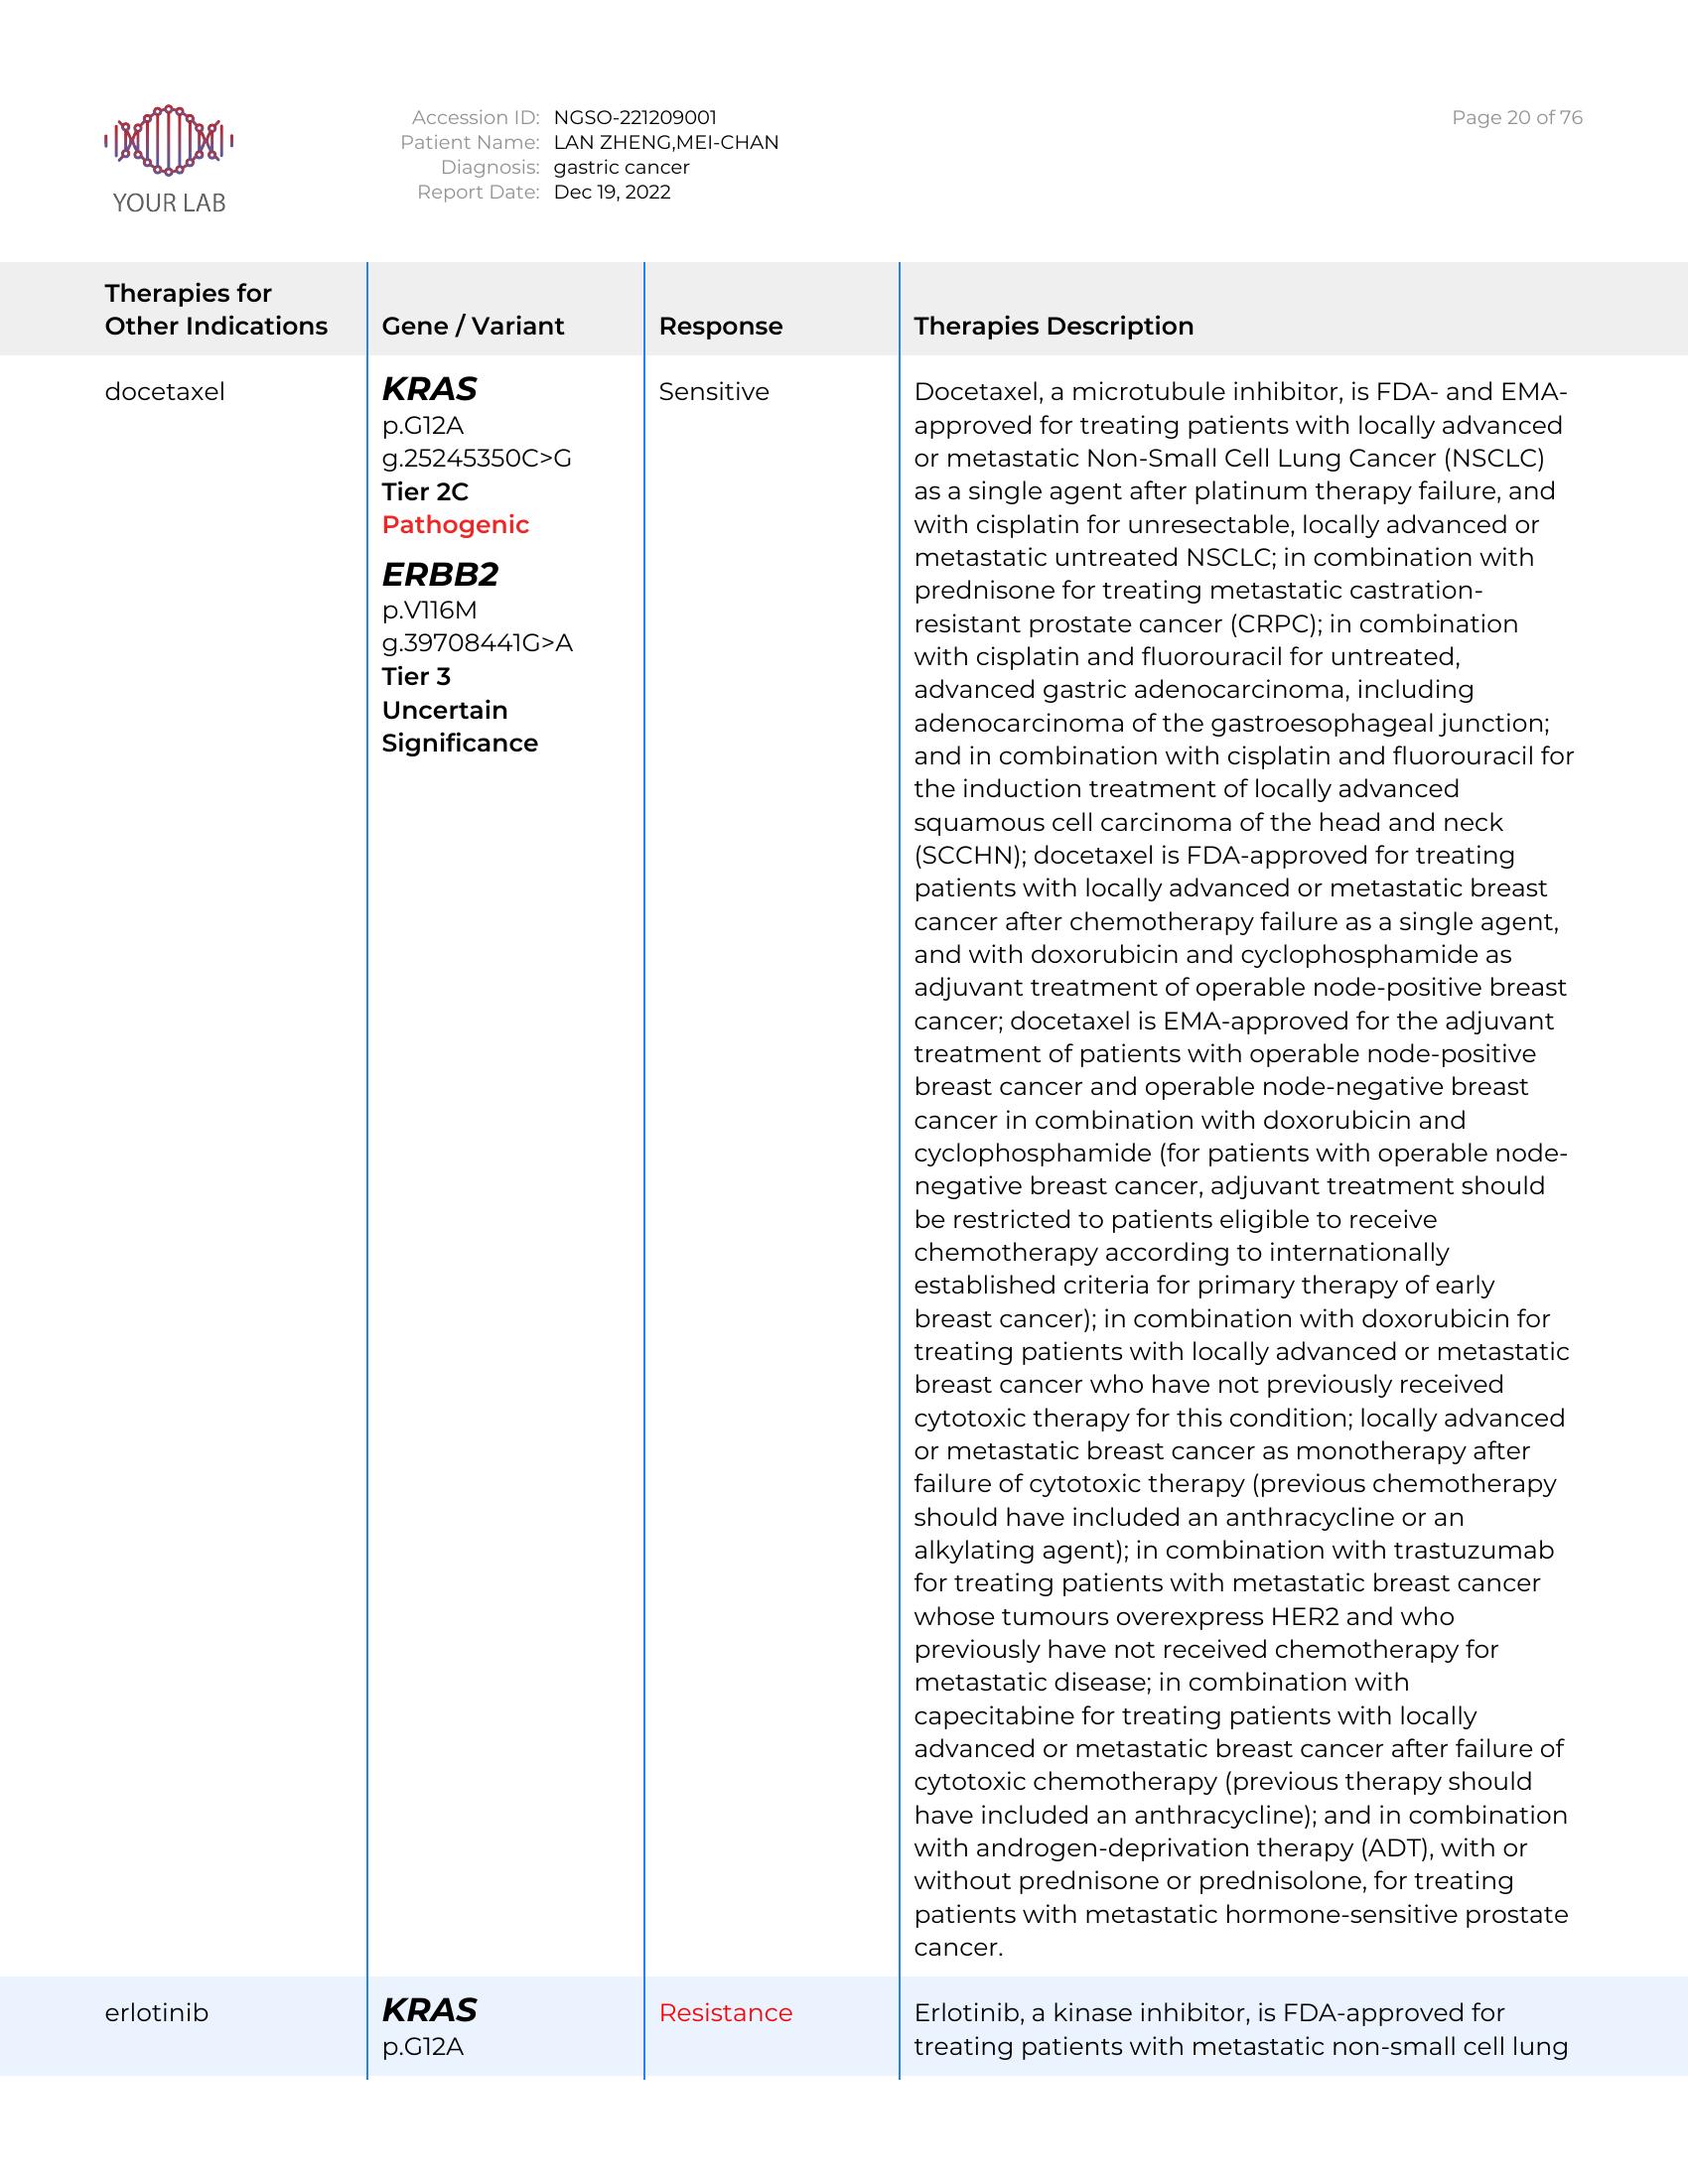 YOUR LAB
Accession ID: NGSO-221209001
Patient Name: LAN ZHENG,MEI-CHAN
Diagnosis: gastric cancer
Report Date: Dec 19, 2022
Page 20 of 76
Therapies for
Other Indications
Gene / Variant
Response
Therapies Description
docetaxel
KRAS
p.G12A
g.25245350C>G
Tier 2C
Pathogenic
ERBB2
p.V116M
g.39708441G>A
Tier 3
Uncertain
Significance
Sensitive
Docetaxel, a microtubule inhibitor, is FDA- and EMA-
approved for treating patients with locally advanced
or metastatic Non-Small Cell Lung Cancer (NSCLC)
as a single agent after platinum therapy failure, and
with cisplatin for unresectable, locally advanced or
metastatic untreated NSCLC; in combination with
prednisone for treating metastatic castration-
resistant prostate cancer (CRPC); in combination
with cisplatin and fluorouracil for untreated,
advanced gastric adenocarcinoma, including
adenocarcinoma of the gastroesophageal junction;
and in combination with cisplatin and fluorouracil for
the induction treatment of locally advanced
squamous cell carcinoma of the head and neck
(SCCHN); docetaxel is FDA-approved for treating
patients with locally advanced or metastatic breast
cancer after chemotherapy failure as a single agent,
and with doxorubicin and cyclophosphamide as
adjuvant treatment of operable node-positive breast
cancer; docetaxel is EMA-approved for the adjuvant
treatment of patients with operable node-positive
breast cancer and operable node-negative breast
cancer in combination with doxorubicin and
cyclophosphamide (for patients with operable node-
negative breast cancer, adjuvant treatment should
be restricted to patients eligible to receive
chemotherapy according to internationally
established criteria for primary therapy of early
breast cancer); in combination with doxorubicin for
treating patients with locally advanced or metastatic
breast cancer who have not previously received
cytotoxic therapy for this condition; locally advanced
or metastatic breast cancer as monotherapy after
failure of cytotoxic therapy (previous chemotherapy
should have included an anthracycline or an
alkylating agent); in combination with trastuzumab
for treating patients with metastatic breast cancer
whose tumours overexpress HER2 and who
previously have not received chemotherapy for
metastatic disease; in combination with
capecitabine for treating patients with locally
advanced or metastatic breast cancer after failure of
cytotoxic chemotherapy (previous therapy should
have included an anthracycline); and in combination
with androgen-deprivation therapy (ADT), with or
without prednisone or prednisolone, for treating
patients with metastatic hormone-sensitive prostate
cancer.
erlotinib
KRAS
p.G12A
Resistance
Erlotinib, a kinase inhibitor, is FDA-approved for
treating patients with metastatic non-small cell lung